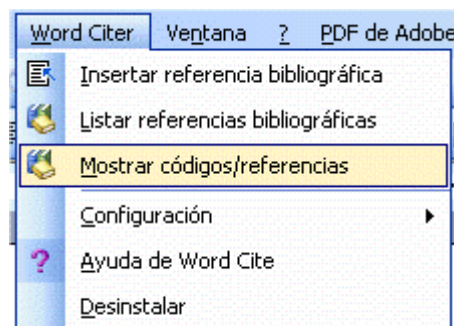 Word Citer Ventana ? PDF de Adobe
Insertar referencia bibliográfica
Listar referencias bibliográficas
Mostrar códigos/referencias
Configuración
? Ayuda de Word Cite
Desinstalar